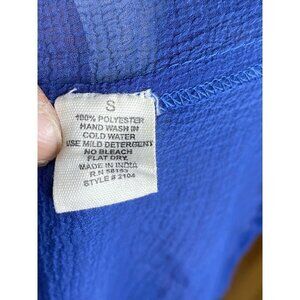 S
100% POLYESTER
HAND WASH IN
COLD WATER
USE MILD DETERGENT
NO BLEACH
FLAT DRY.
MADE IN INDIA
R.N 58153
STYLE # 2104